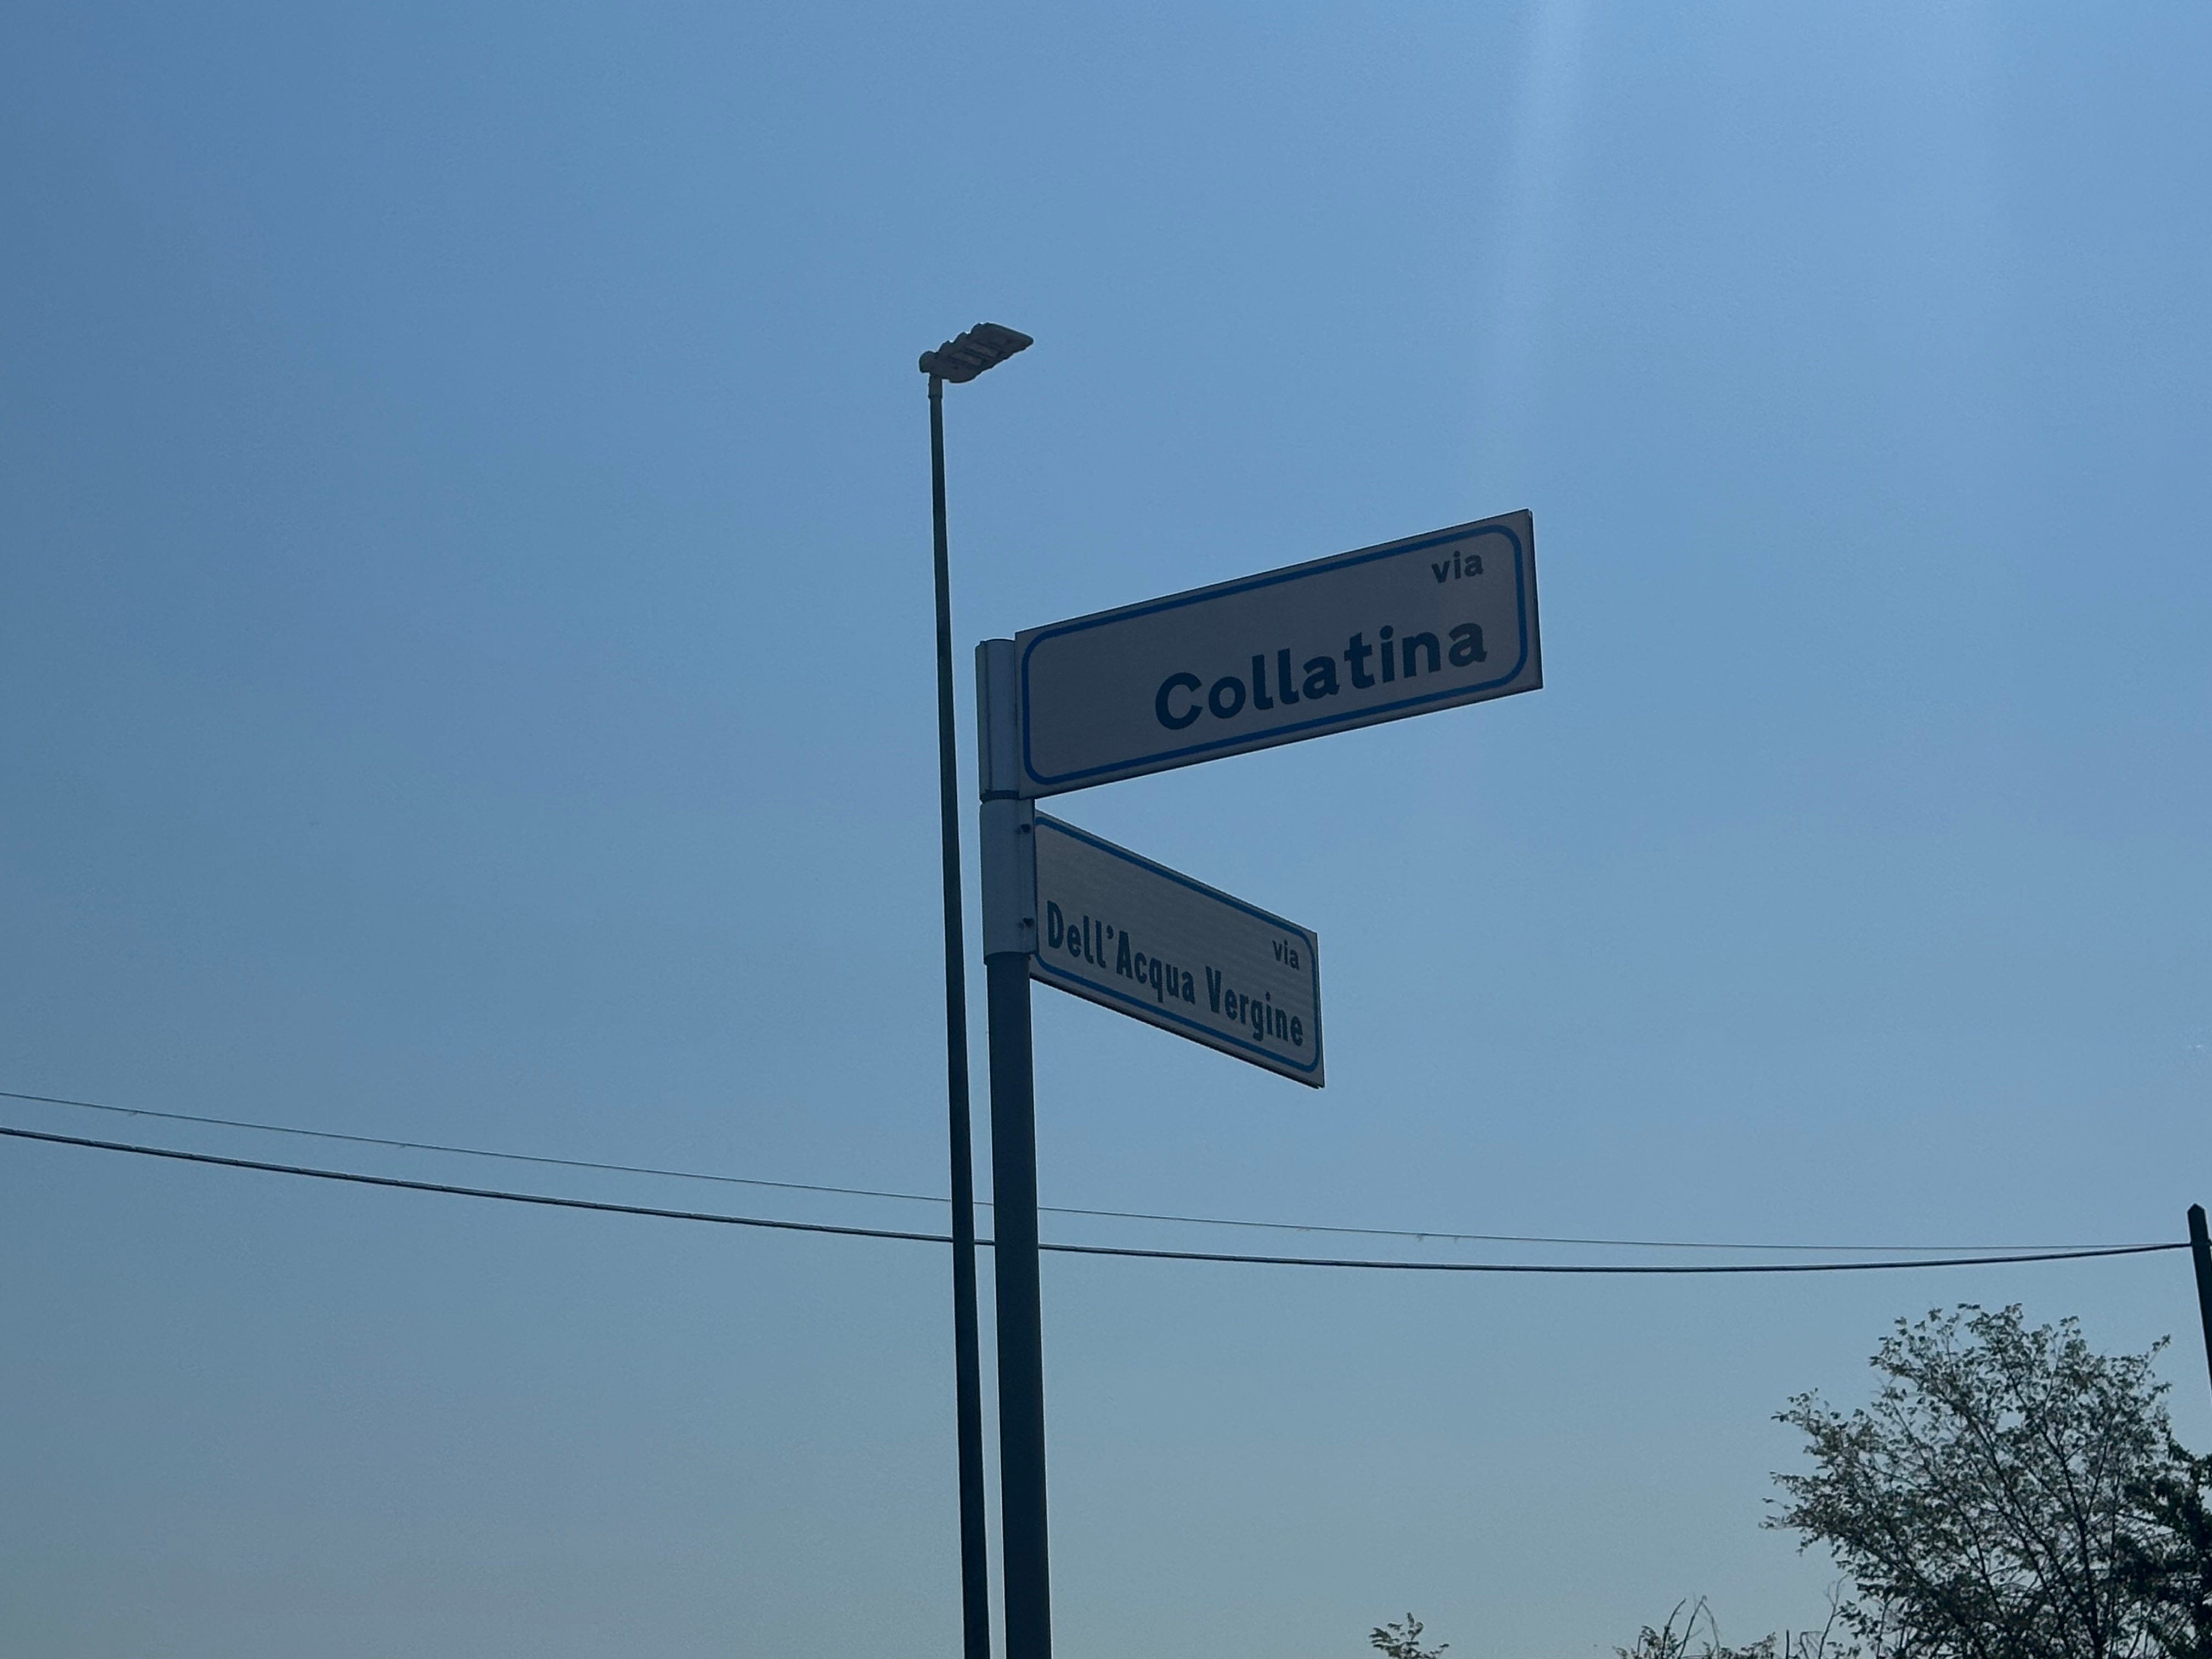 via
Collatina
via
Dell'Acqua Vergine